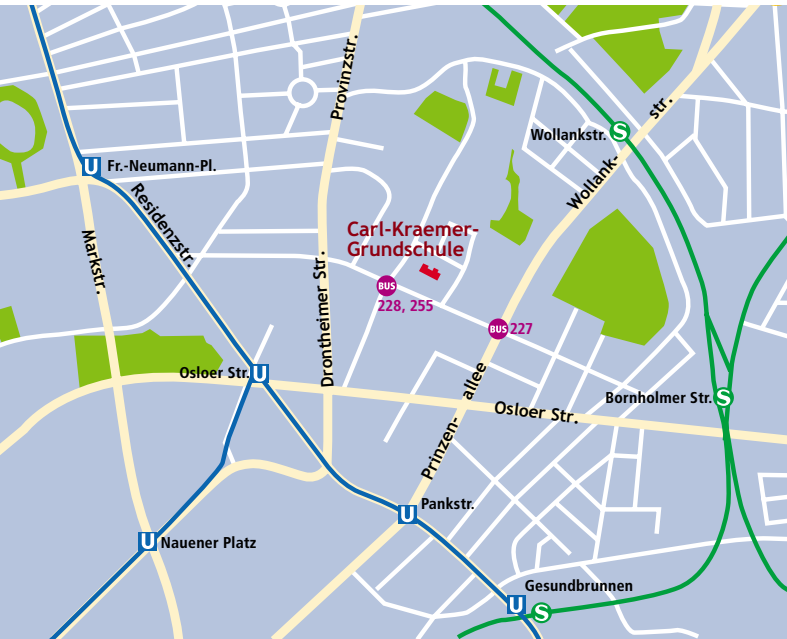 Provinzstr.
str.
Wollankstr.
S
U
Fr.-Neumann-Pl.
Wollank-
Residenzstr.
Carl-Kraemer-
Grundschule
Markstr.
BUS
228, 255
Drontheimer Str.
BUS
227
Osloer Str.
U
allee
Bornholmer Str.
S
Osloer Str.
Prinzen-
Pankstr.
U
U
Nauener Platz
Gesundbrunnen
U
S